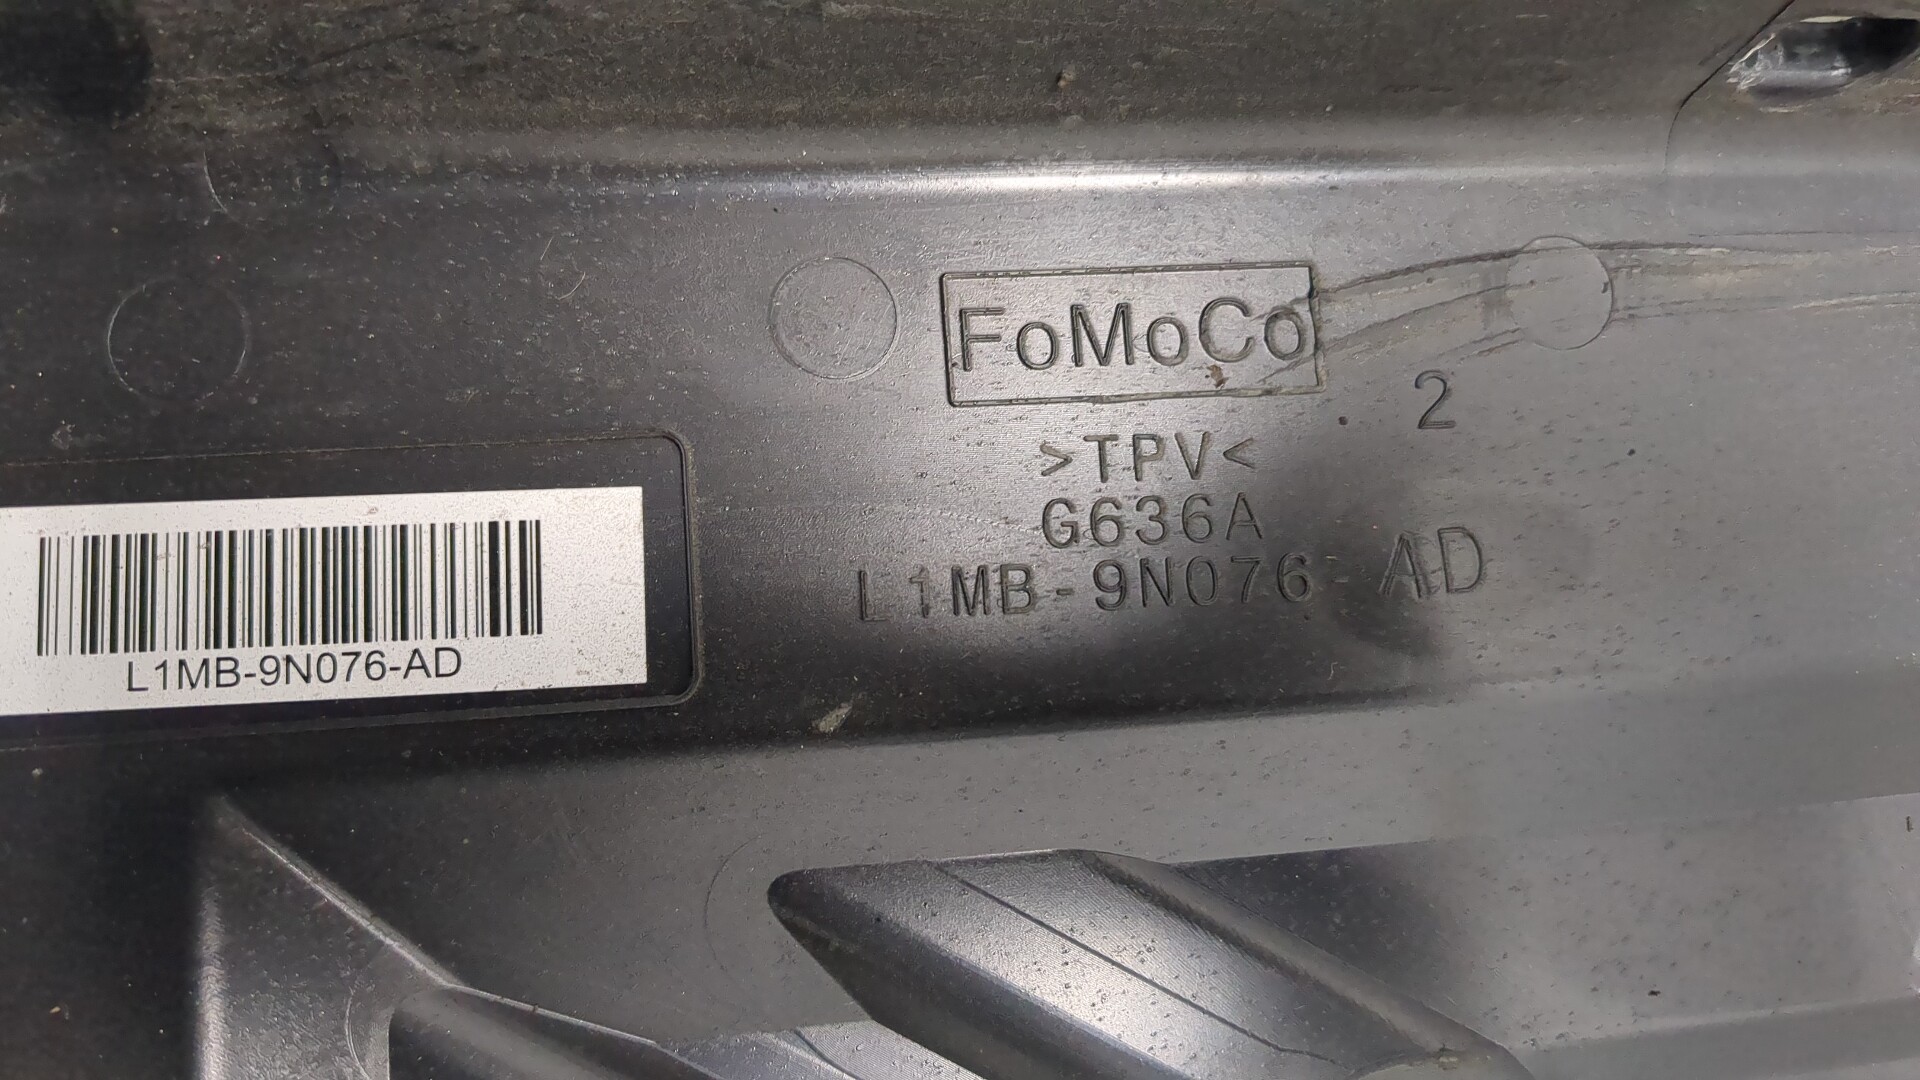 FoMoCo
2
>TPV<
G636A
L1MB-9N076-AD
L1MB-9N076-AD